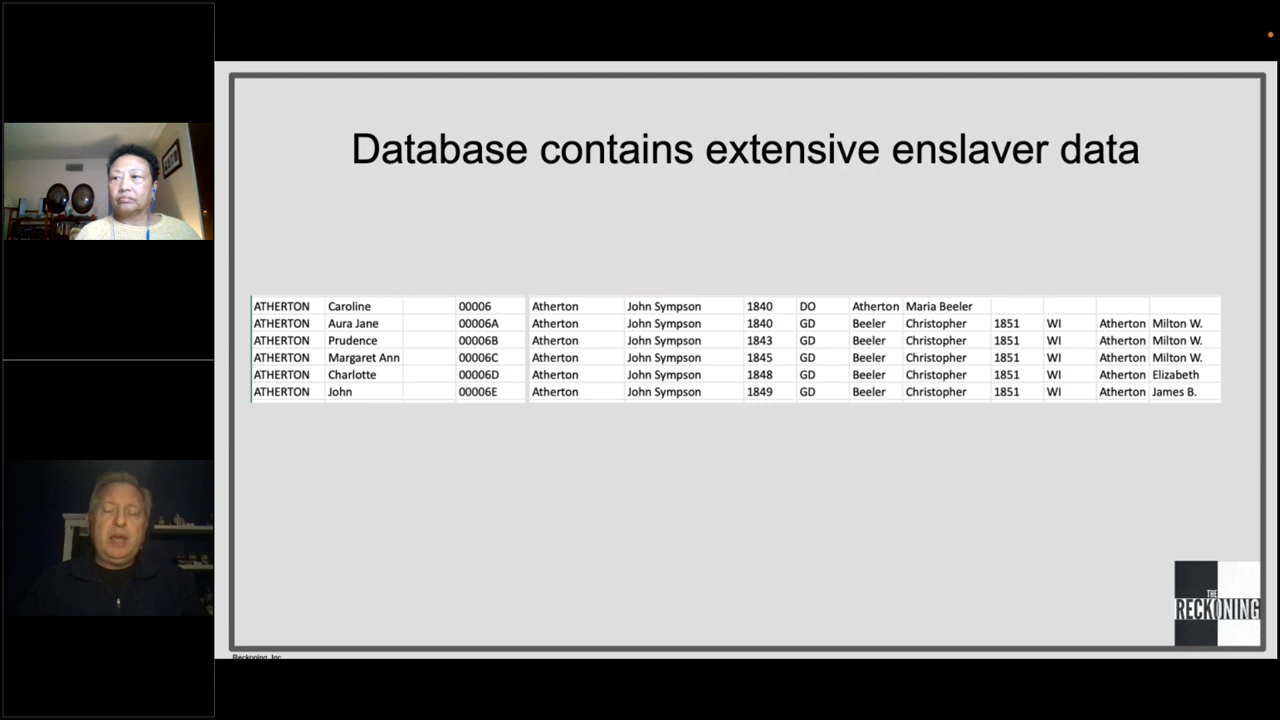 Database contains extensive enslaver data
ATHERTON Caroline 00006 Atherton John Sympson 1840 DO Atherton Maria Beeler
ATHERTON Aura Jane 00006A Atherton John Sympson 1840 GD Beeler Christopher 1851 WI Atherton Milton W.
ATHERTON Prudence 00006B Atherton John Sympson 1843 GD Beeler Christopher 1851 WI Atherton Milton W.
ATHERTON Margaret Ann 00006C Atherton John Sympson 1845 GD Beeler Christopher 1851 WI Atherton Milton W.
ATHERTON Charlotte 00006D Atherton John Sympson 1848 GD Beeler Christopher 1851 WI Atherton Elizabeth
ATHERTON John 00006E Atherton John Sympson 1849 GD Beeler Christopher 1851 WI Atherton James B.
THE
RECKONING
Reckoning, Inc.